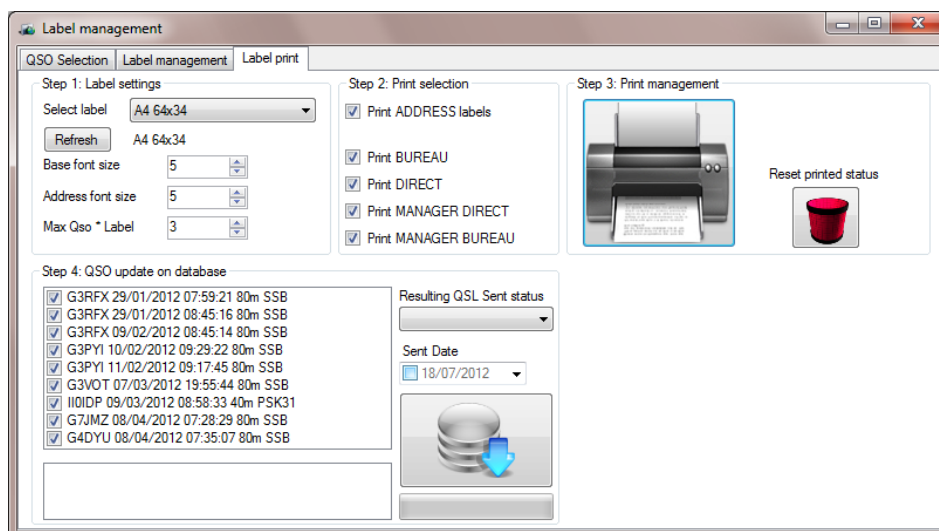 Label management
QSO Selection
Label management
Label print
Step 1: Label settings
Select label
A4 64x34
Refresh
A4 64x34
Base font size
5
Address font size
5
Max Qso * Label
3
Step 2: Print selection
Print ADDRESS labels
Print BUREAU
Print DIRECT
Print MANAGER DIRECT
Print MANAGER BUREAU
Step 3: Print management
Reset printed status
Step 4: QSO update on database
G3RFX 29/01/2012 07:59:21 80m SSB
G3RFX 29/01/2012 08:45:16 80m SSB
G3RFX 09/02/2012 08:45:14 80m SSB
G3PYI 10/02/2012 09:29:22 80m SSB
G3PYI 11/02/2012 09:17:45 80m SSB
G3VOT 07/03/2012 19:55:44 80m SSB
II0IDP 09/03/2012 08:58:33 40m PSK31
G7JMZ 08/04/2012 07:28:29 80m SSB
G4DYU 08/04/2012 07:35:07 80m SSB
Resulting QSL Sent status
Sent Date
18/07/2012